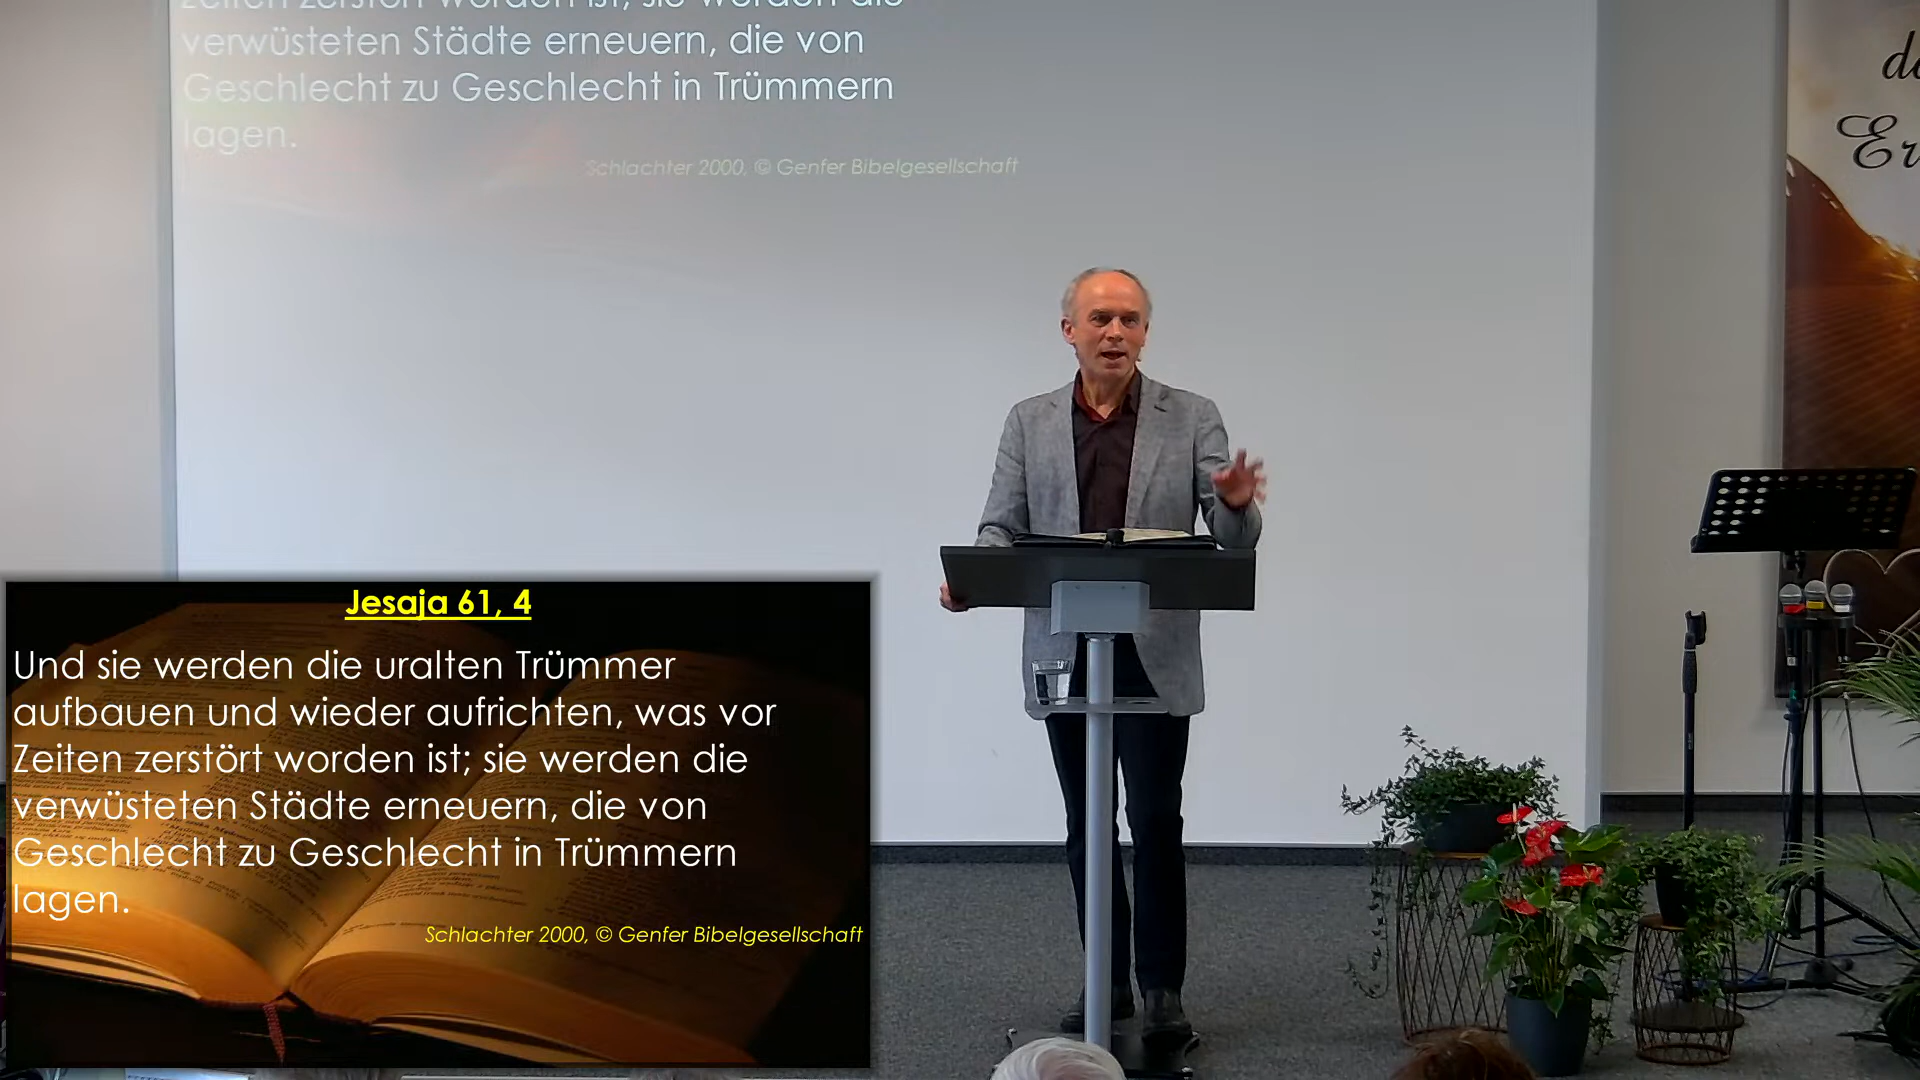 verwüsteten Städte erneuern, die von
Geschlecht zu Geschlecht in Trümmern
lagen.
Schlachter 2000, © Genfer Bibelgesellschaft
Jesaja 61, 4
Und sie werden die uralten Trümmer
aufbauen und wieder aufrichten, was vor
Zeiten zerstört worden ist; sie werden die
verwüsteten Städte erneuern, die von
Geschlecht zu Geschlecht in Trümmern
lagen.
Schlachter 2000, © Genfer Bibelgesellschaft